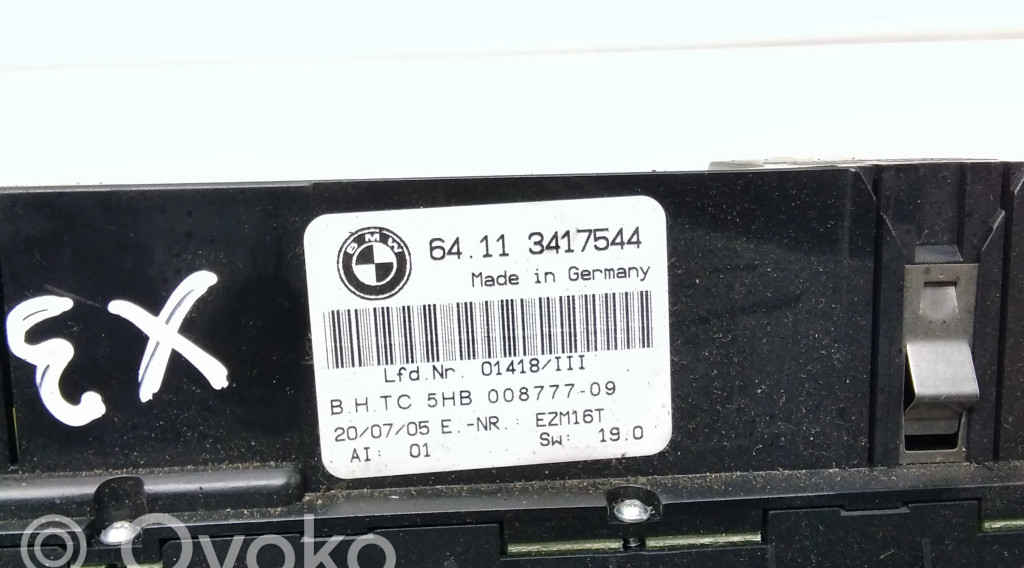 BMW
64.11 3417544
Made in Germany
Lfd.Nr. 01418/III
B.H.TC 5HB 008777-09
20/07/05 E.-NR.: EZM16T
AI: 01 SW: 19.0
X3
© Ovoko